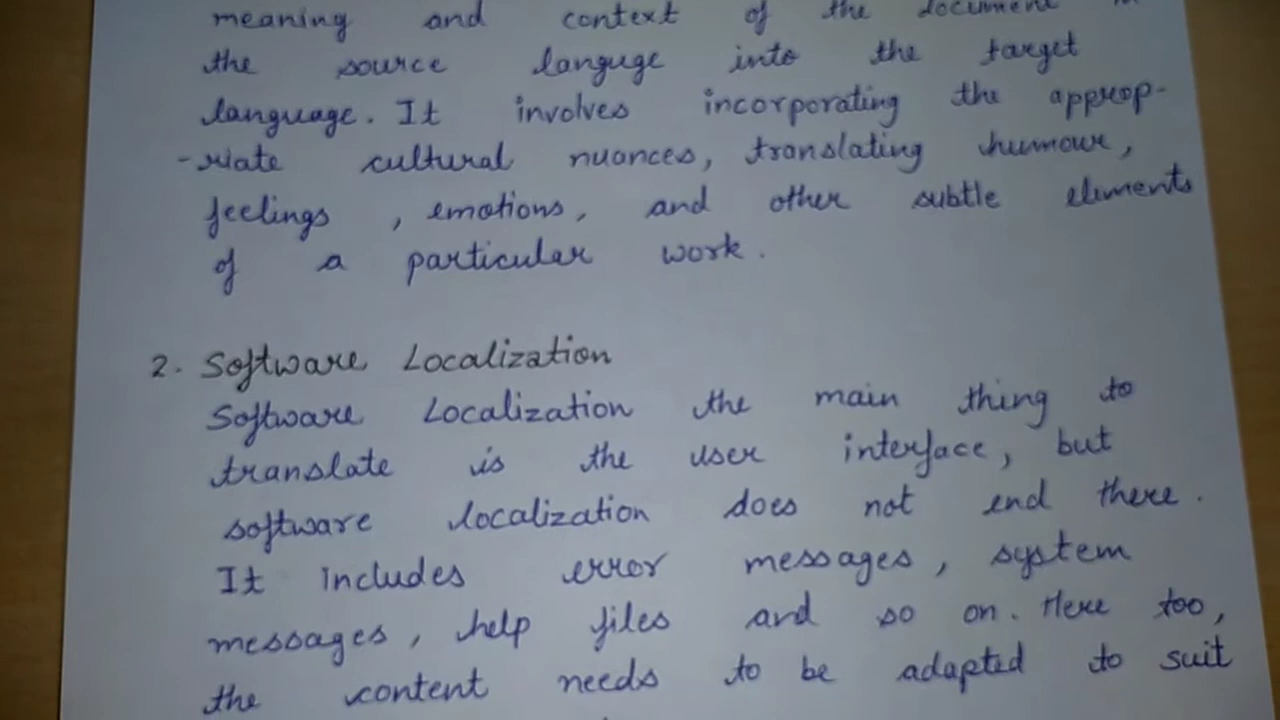 meaning and context of the document
the source languge into the target
language. It involves incorporating the approp-
-riate cultural nuances, translating humour,
feelings , emotions, and other subtle elements
of a particular work.
2. Software Localization
Software Localization the main thing to
translate is the user interface, but
software localization does not end there.
It includes error messages, system
messages, help files and so on. Here too,
the content needs to be adapted to suit